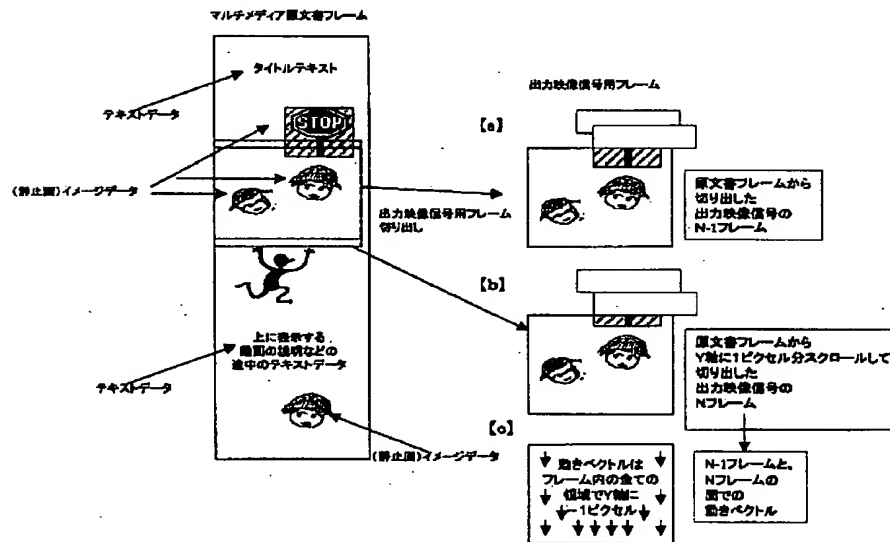 マルチメディア原文書フレーム
タイトルテキスト
テキストデータ
STOP
(静止画)イメージデータ
出力映像信号用フレーム
切り出し
上に表示する
動画の説明などの
途中のテキストデータ
テキストデータ
(静止画)イメージデータ
出力映像信号用フレーム
【a】
原文書フレームから
切り出した
出力映像信号の
N-1フレーム
【b】
原文書フレームから
Y軸に1ピクセル分スクロールして
切り出した
出力映像信号の
Nフレーム
【c】
動きベクトルは
フレーム内の全ての
領域でY軸に
-1ピクセル
N-1フレームと、
Nフレームの
間での
動きベクトル